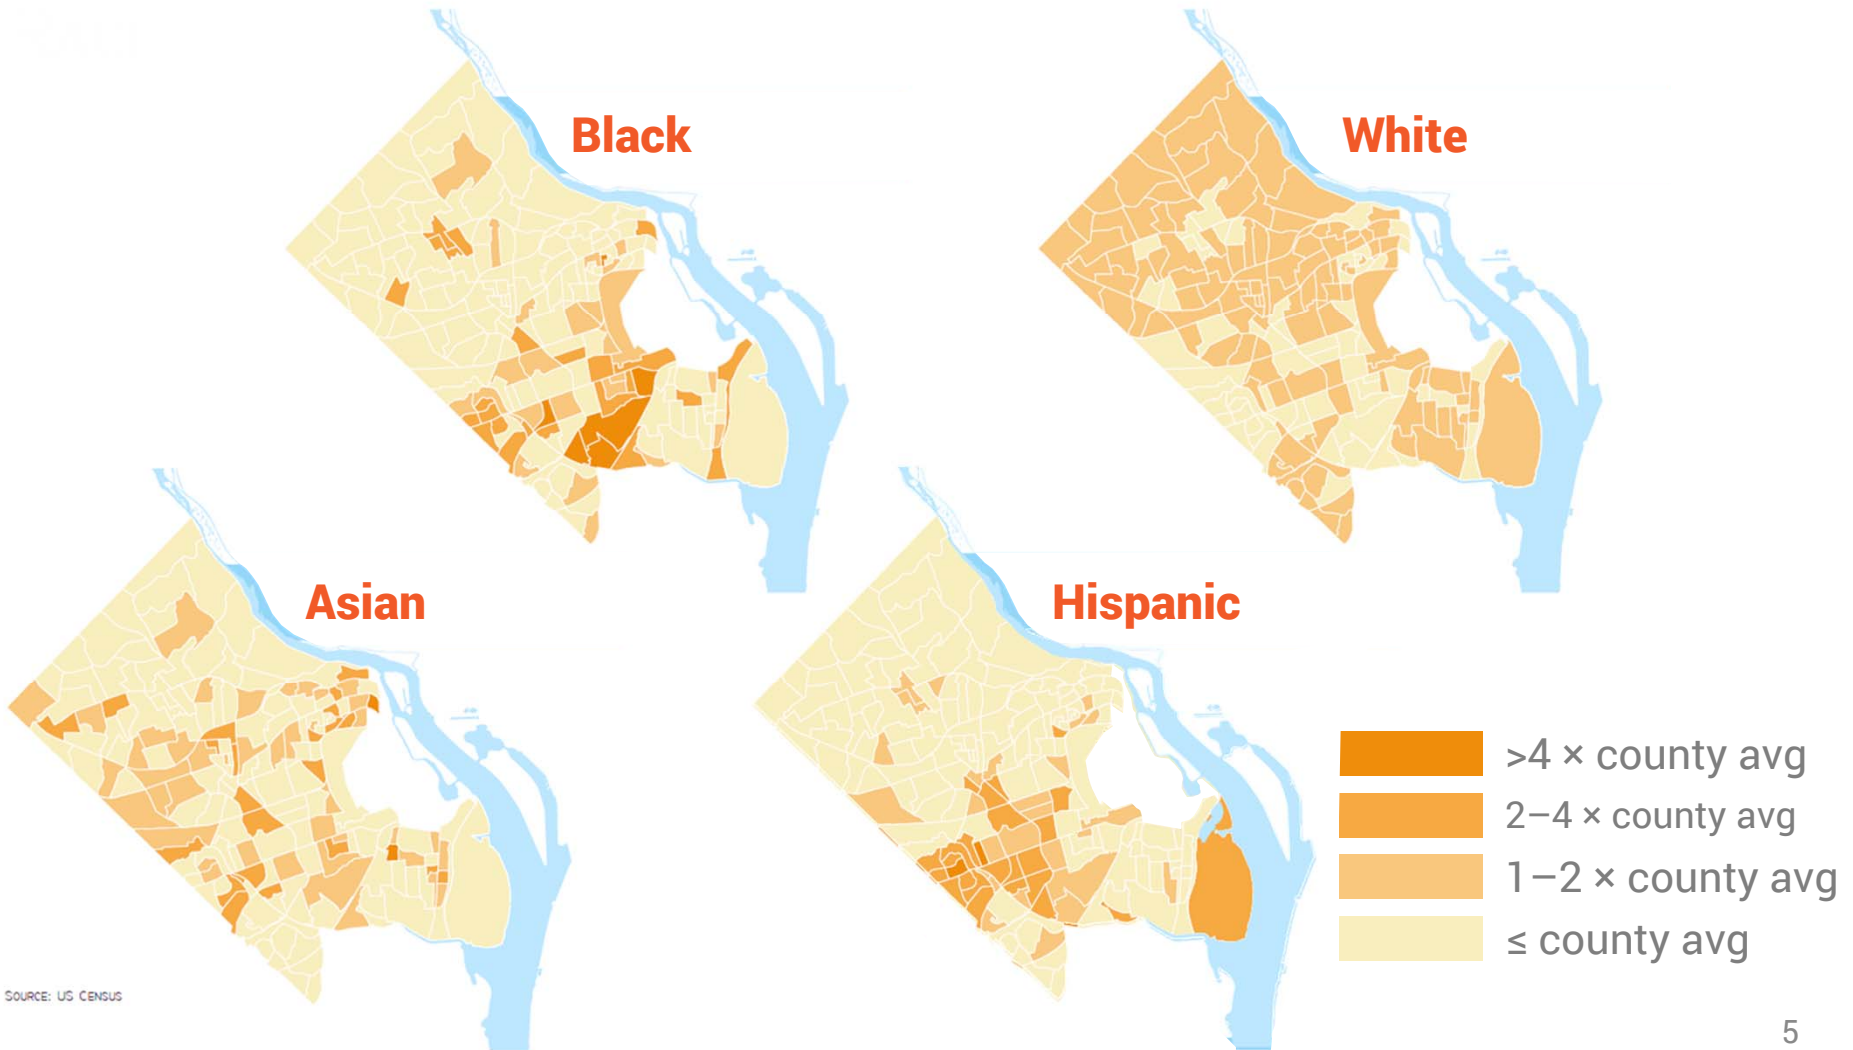 Black
White
Asian
Hispanic
>4 × county avg
2–4 × county avg
1–2 × county avg
≤ county avg
SOURCE: US CENSUS
5